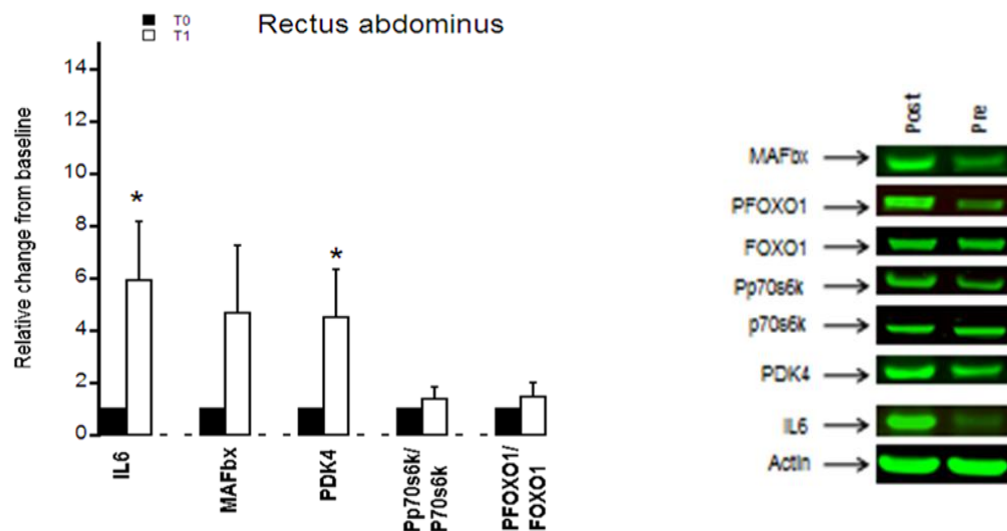 T0
T1
Rectus abdominus
Relative change from baseline
14
12
10
8
6
4
2
0
*
*
IL6
MAFbx
PDK4
Pp70s6k/
P70s6k
PFOXO1/
FOXO1
Post
Pre
MAFbx
PFOXO1
FOXO1
Pp70s6k
p70s6k
PDK4
IL6
Actin